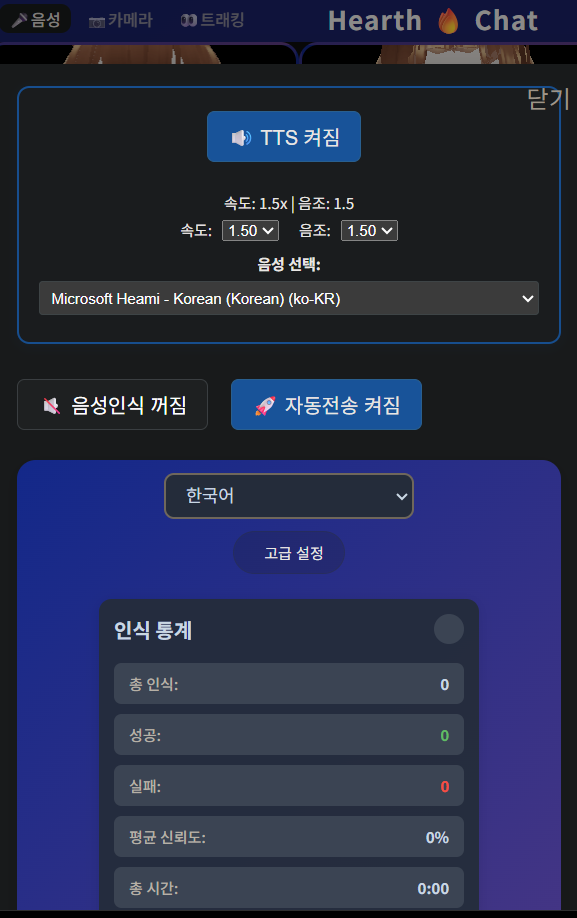 음성 카메라 트래킹 Hearth Chat
닫기
TTS 켜짐
속도: 1.5x | 음조: 1.5
속도: 1.50 음조: 1.50
음성 선택:
Microsoft Heami - Korean (Korean) (ko-KR)
음성인식 꺼짐 자동전송 켜짐
한국어
고급 설정
인식 통계
총 인식: 0
성공: 0
실패: 0
평균 신뢰도: 0%
총 시간: 0:00